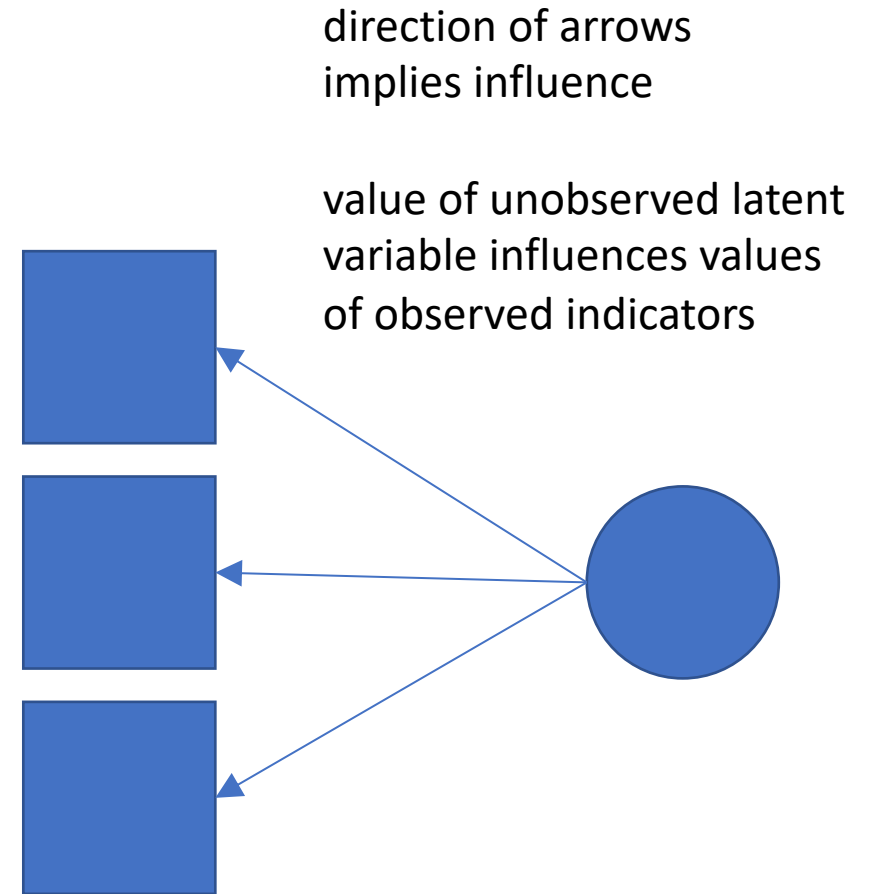 direction of arrows
implies influence
value of unobserved latent
variable influences values
of observed indicators